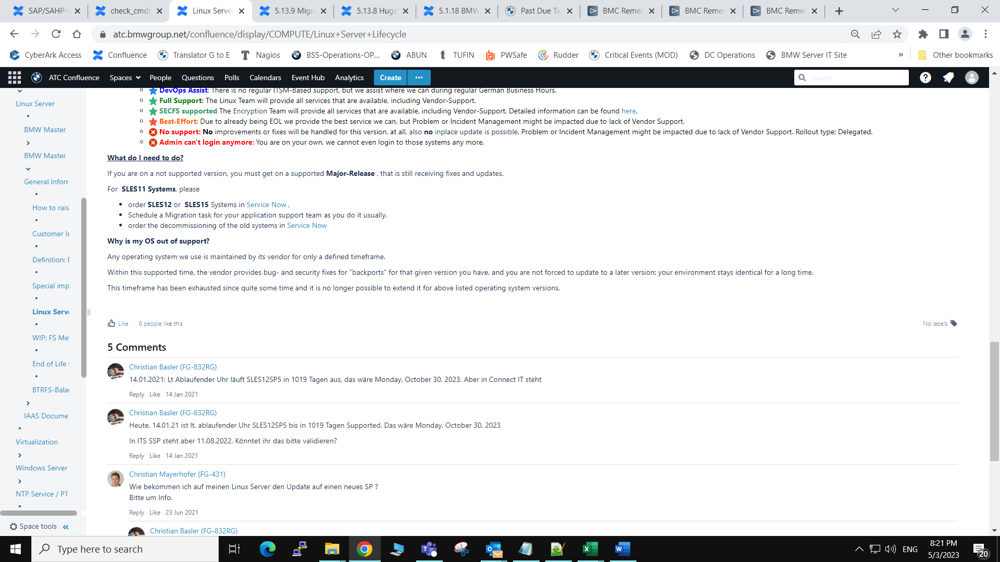 SAP/SAHP-
check_cmdb
Linux Server
5.13.9 Migra
5.13.8 Huge
5.1.18 BMW
Past Due Ta
BMC Remed
BMC Remed
BMC Remed
atc.bmwgroup.net/confluence/display/COMPUTE/Linux+Server+Lifecycle
CyberArk Access
Confluence
Translator G to E
Nagios
BSS-Operations-OP...
ABUN
TUFIN
PWSafe
Rudder
Critical Events (MOD)
DC Operations
BMW Server IT Site
»
Other bookmarks
ATC Confluence
Spaces
People
Questions
Polls
Calendars
Event Hub
Analytics
Create
···
Search
DevOps Assist: There is no regular ITSM-Based support, but we assist where we can during regular German Business Hours.
Full Support: The Linux Team will provide all services that are available, including Vendor-Support.
SECFS supported The Encryption Team will provide all services that are available, including Vendor-Support. Detailed information can be found here.
Best-Effort: Due to already being EOL we provide the best service we can, but Problem or Incident Management might be impacted due to lack of Vendor Support.
No support: No improvements or fixes will be handled for this version, at all, also no inplace update is possible. Problem or Incident Management might be impacted due to lack of Vendor Support. Rollout type: Delegated.
Admin can't login anymore: You are on your own, we cannot even login to those systems any more.
What do I need to do?
If you are on a not supported version, you must get on a supported Major-Release , that is still receiving fixes and updates.
For SLES11 Systems, please
order SLES12 or SLES15 Systems in Service Now ,
Schedule a Migration task for your application support team as you do it usually,
order the decommissioning of the old systems in Service Now
Why is my OS out of support?
Any operating system we use is maintained by its vendor for only a defined timeframe.
Within this supported time, the vendor provides bug- and security fixes for "backports" for that given version you have, and you are not forced to update to a later version: your environment stays identical for a long time.
This timeframe has been exhausted since quite some time and it is no longer possible to extend it for above listed operating system versions.
Like
6 people like this
No labels
5 Comments
Christian Basler (FG-832RG)
14.01.2021: Lt Ablaufender Uhr läuft SLES12SP5 in 1019 Tagen aus, das wäre Monday, October 30, 2023. Aber in Connect IT steht
Reply Like 14 Jan 2021
Christian Basler (FG-832RG)
Heute, 14.01.21 ist lt. ablaufender Uhr SLES12SP5 bis in 1019 Tagen Supported. Das wäre Monday, October 30, 2023
In ITS SSP steht aber 11.08.2022. Könntet ihr das bitte validieren?
Reply Like 14 Jan 2021
Christian Mayerhofer (FG-431)
Wie bekommen ich auf meinen Linux Server den Update auf einen neues SP ?
Bitte um Info.
Reply Like 23 Jun 2021
Christian Basler (FG-832RG)
Linux Server
BMW Master
BMW Master
General Inforr
How to rais
Customer Ir
Definition: E
Special imp
Linux Serve
WIP: FS Me
End of Life
BTRFS-Bala
IAAS Docume
Virtualization
Windows Server
NTP Service / PT
Space tools
«
Type here to search
ENG
8:21 PM
5/3/2023
20